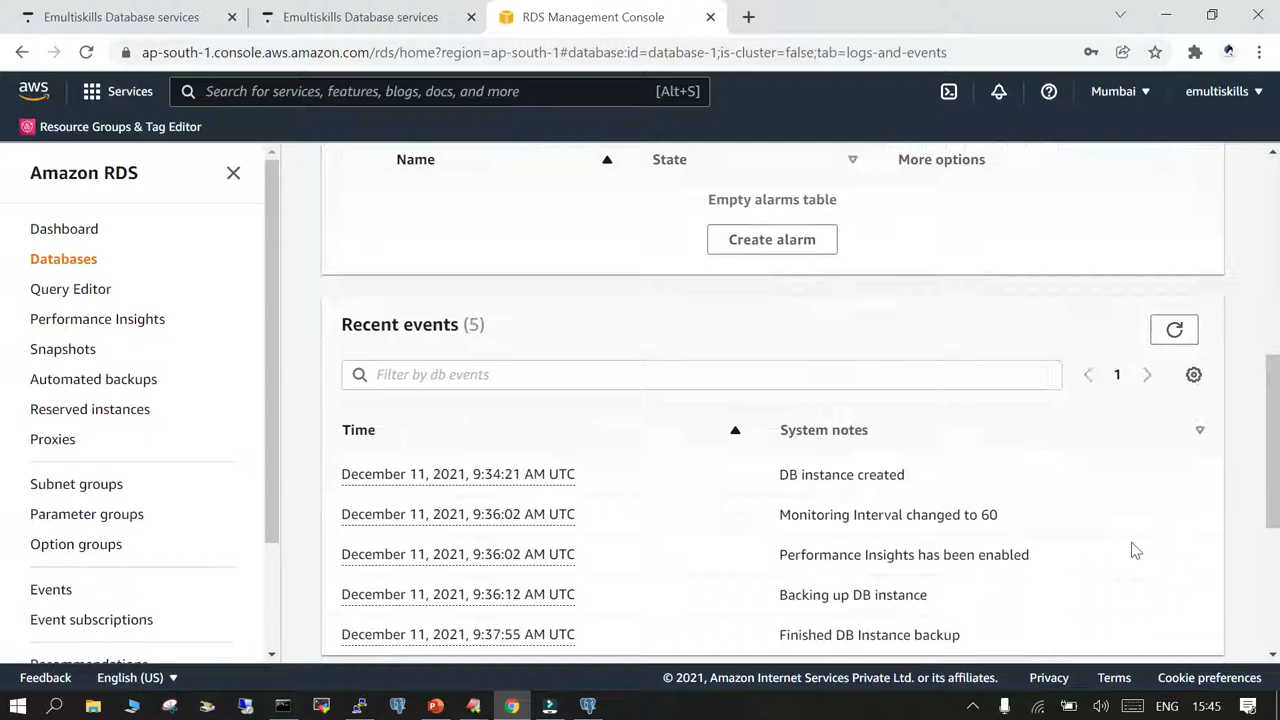 Emultiskills Database services
Emultiskills Database services
RDS Management Console
ap-south-1.console.aws.amazon.com/rds/home?region=ap-south-1#database:id=database-1;is-cluster=false;tab=logs-and-events
aws
Services
Search for services, features, blogs, docs, and more
[Alt+S]
Mumbai
emultiskills
Resource Groups & Tag Editor
Amazon RDS
Dashboard
Databases
Query Editor
Performance Insights
Snapshots
Automated backups
Reserved instances
Proxies
Subnet groups
Parameter groups
Option groups
Events
Event subscriptions
Recommendations
Name State More options
Empty alarms table
Create alarm
Recent events (5)
Filter by db events
1
Time System notes
December 11, 2021, 9:34:21 AM UTC DB instance created
December 11, 2021, 9:36:02 AM UTC Monitoring Interval changed to 60
December 11, 2021, 9:36:02 AM UTC Performance Insights has been enabled
December 11, 2021, 9:36:12 AM UTC Backing up DB instance
December 11, 2021, 9:37:55 AM UTC Finished DB Instance backup
Feedback English (US) © 2021, Amazon Internet Services Private Ltd. or its affiliates. Privacy Terms Cookie preferences
ENG 15:45